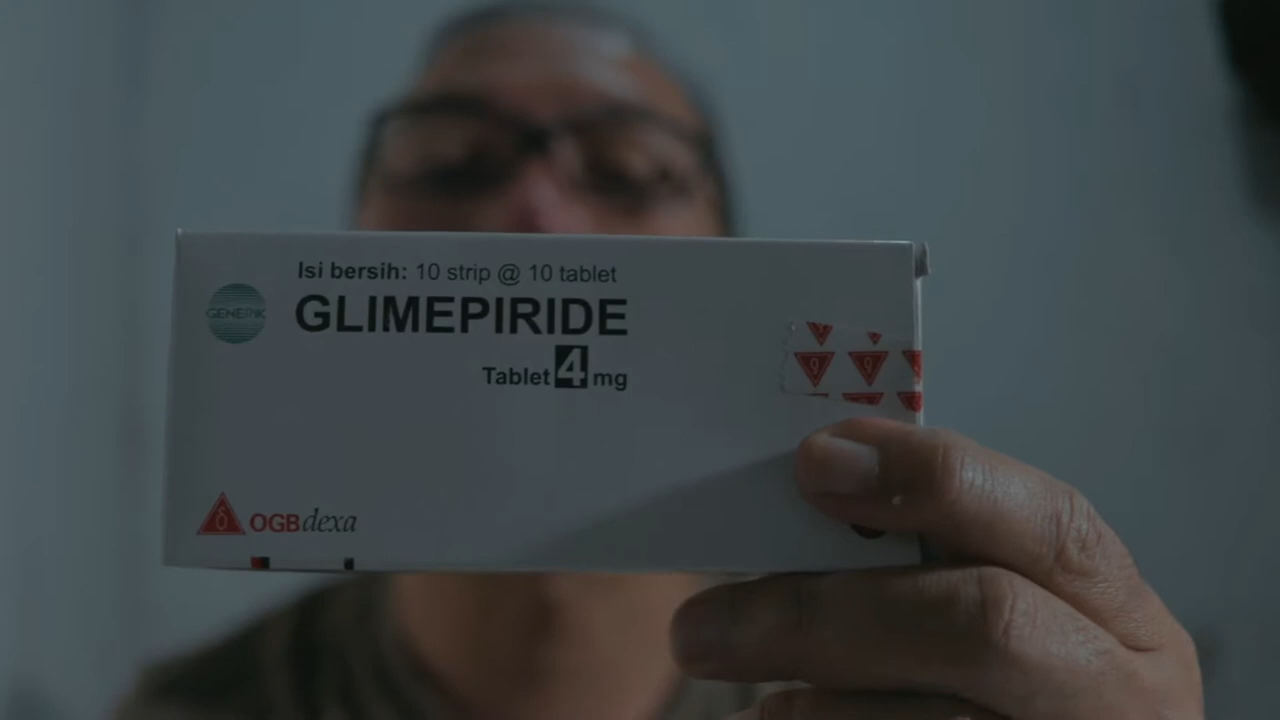 Isi bersih: 10 strip @ 10 tablet
GENERIK
GLIMEPIRIDE
Tablet 4 mg
OGBdexa